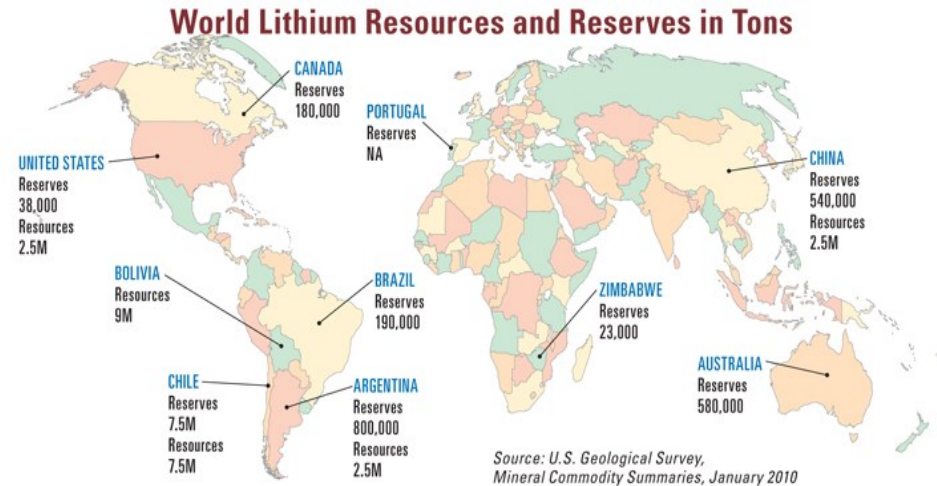 World Lithium Resources and Reserves in Tons
CANADA
Reserves
180,000
PORTUGAL
Reserves
NA
UNITED STATES
Reserves
38,000
Resources
2.5M
CHINA
Reserves
540,000
Resources
2.5M
BOLIVIA
Resources
9M
BRAZIL
Reserves
190,000
ZIMBABWE
Reserves
23,000
AUSTRALIA
Reserves
580,000
CHILE
Reserves
7.5M
Resources
7.5M
ARGENTINA
Reserves
800,000
Resources
2.5M
Source: U.S. Geological Survey,
Mineral Commodity Summaries, January 2010